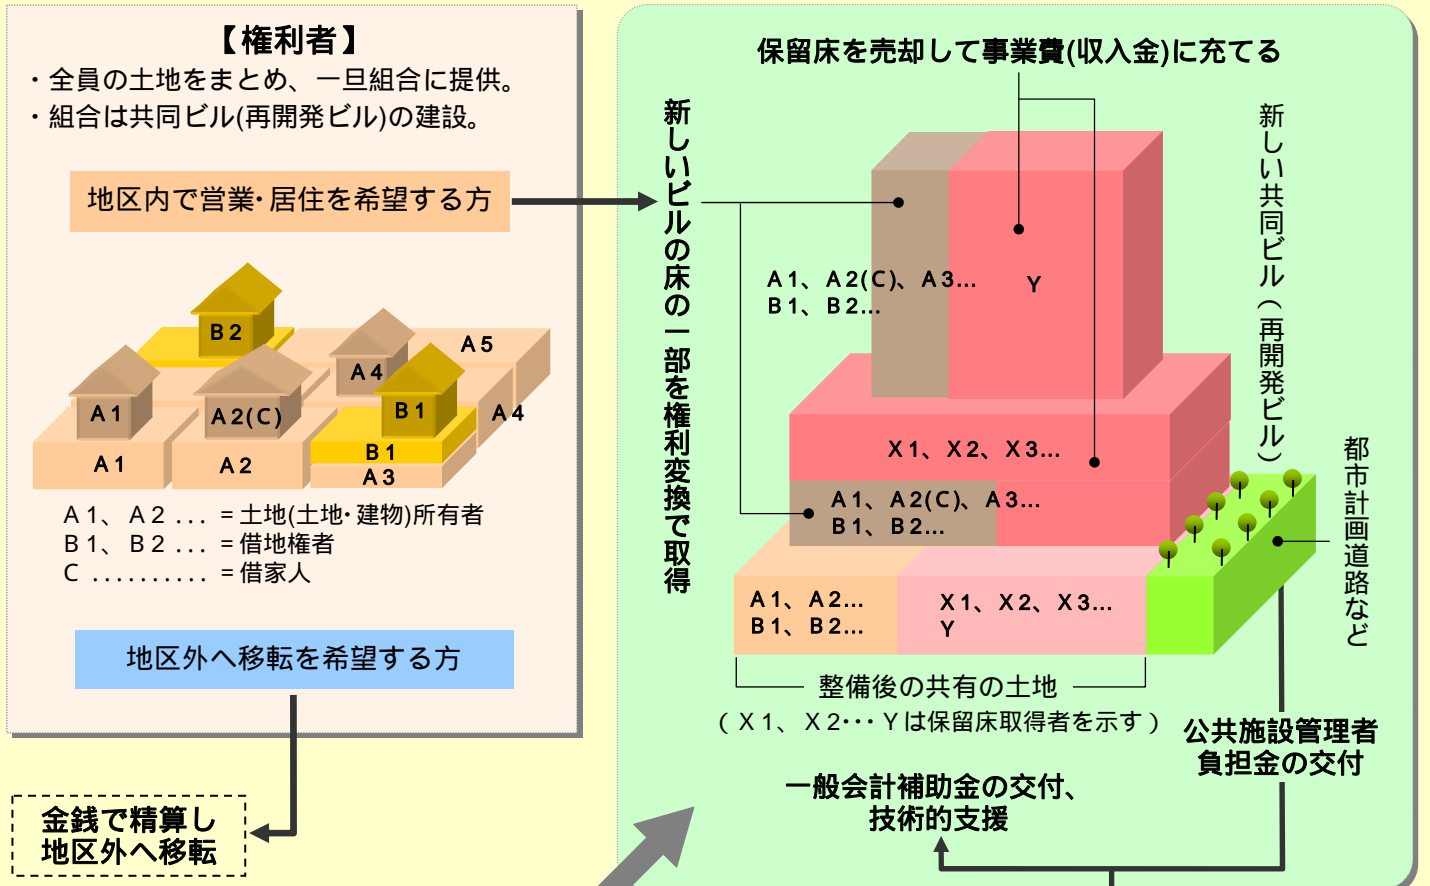 【権利者】
・全員の土地をまとめ、一旦組合に提供。
・組合は共同ビル(再開発ビル)の建設。
地区内で営業・居住を希望する方
B2
A5
A4
A1
A2(C)
B1
A4
B1
A1
A2
A3
A1、A2 ... =土地(土地・建物)所有者
B1、B2 ... =借地権者
C .......... =借家人
地区外へ移転を希望する方
金銭で精算し
地区外へ移転
保留床を売却して事業費(収入金)に充てる
新しいビルの床の一部を権利変換で取得
新しい共同ビル(再開発ビル)
A1、A2(C)、A3...
B1、B2...
Y
X1、X2、X3...
A1、A2(C)、A3...
B1、B2...
都市計画道路など
A1、A2...
B1、B2...
X1、X2、X3...
Y
整備後の共有の土地
(X1、X2・・・Yは保留床取得者を示す)
公共施設管理者
負担金の交付
一般会計補助金の交付、
技術的支援